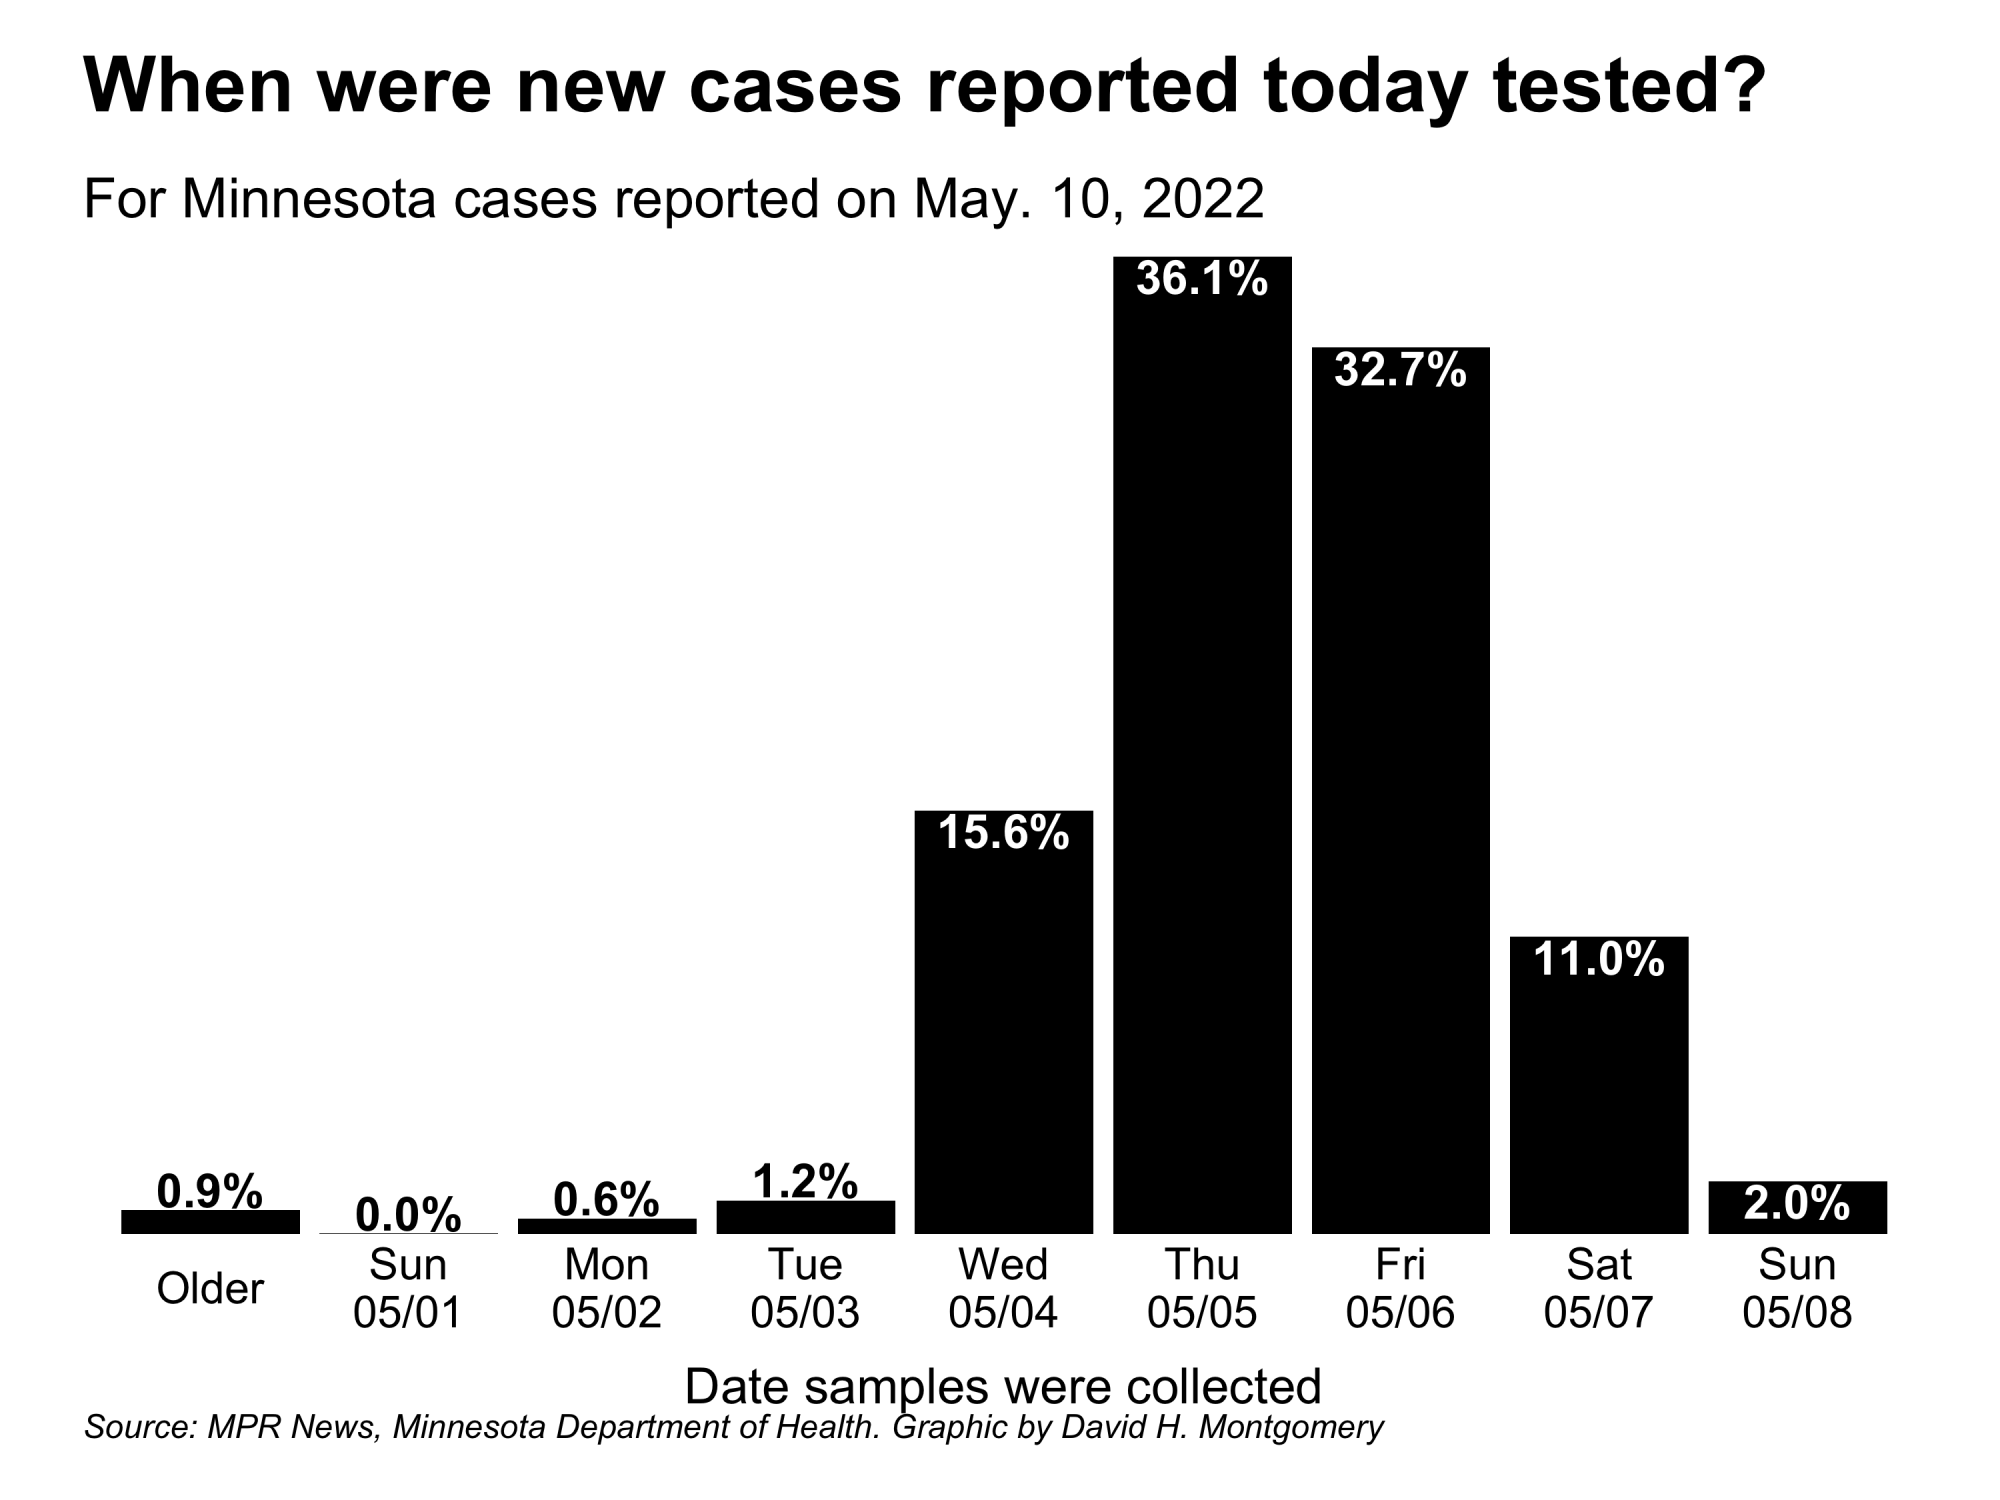 When were new cases reported today tested?
For Minnesota cases reported on May. 10, 2022
36.1%
32.7%
15.6%
11.0%
0.9%
0.0%
0.6%
1.2%
2.0%
Older
Sun
05/01
Mon
05/02
Tue
05/03
Wed
05/04
Thu
05/05
Fri
05/06
Sat
05/07
Sun
05/08
Date samples were collected
Source: MPR News, Minnesota Department of Health. Graphic by David H. Montgomery